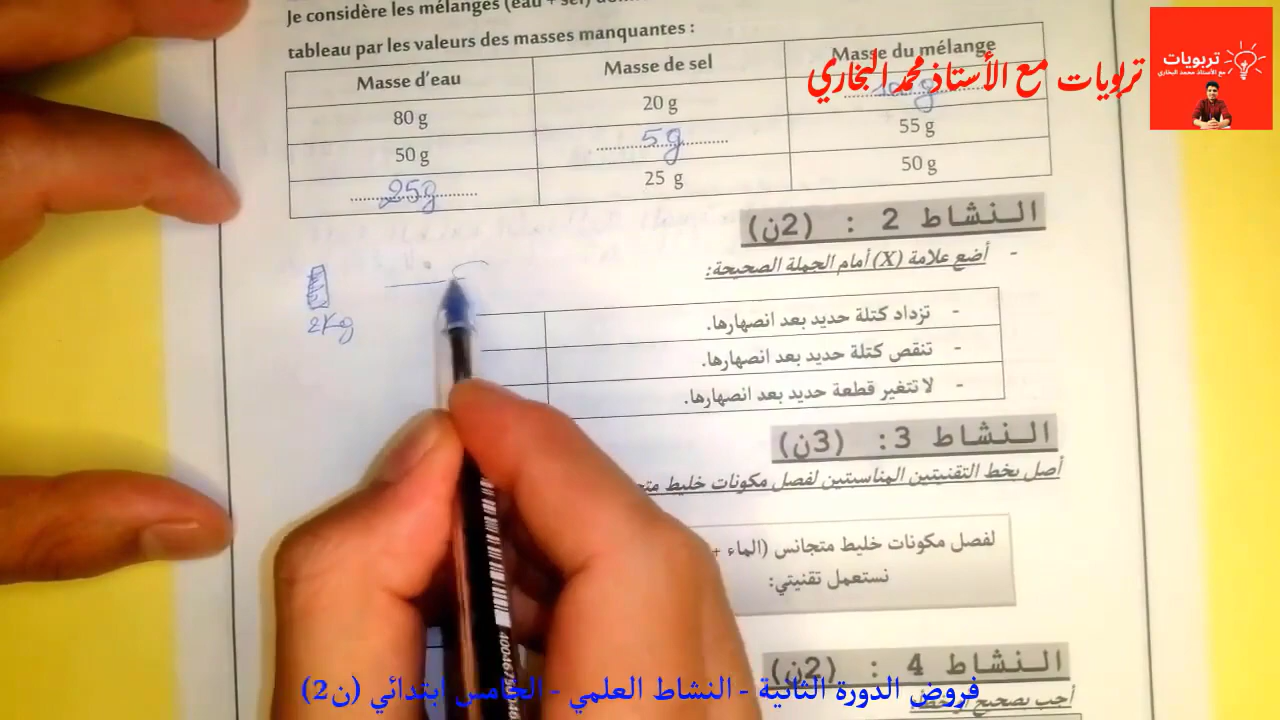 Je considère les mélanges (eau + sel)
tableau par les valeurs des masses manquantes :
Masse d'eau Masse de sel Masse du mélange
80 g 20 g
50 g 5g 55 g
25g 25 g 50 g
تربويات مع الأستاذ محمد البخاري
تربويات
مع الأستاذ محمد البخاري
النشاط 2 : (2ن)
- أضع علامة (X) أمام الجملة الصحيحة:
2Kg
- تزداد كتلة حديد بعد انصهارها.
- تنقص كتلة حديد بعد انصهارها.
- لا تتغير قطعة حديد بعد انصهارها.
النشاط 3: (3ن)
أصل بخط التقنيتين المناسبتين لفصل مكونات خليط
لفصل مكونات خليط متجانس (الماء +
نستعمل تقنيتي:
النشاط 4 : (2ن)
فروض الدورة الثانية - النشاط العلمي - الخامس ابتدائي (ن2)
أجب بصحيح أو خطأ